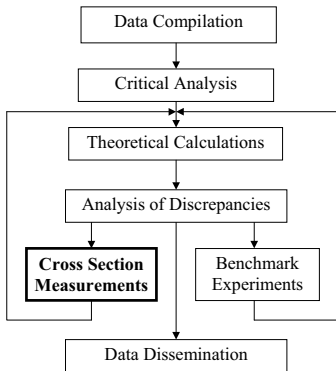 Data Compilation
Critical Analysis
Theoretical Calculations
Analysis of Discrepancies
Cross Section
Measurements
Benchmark
Experiments
Data Dissemination